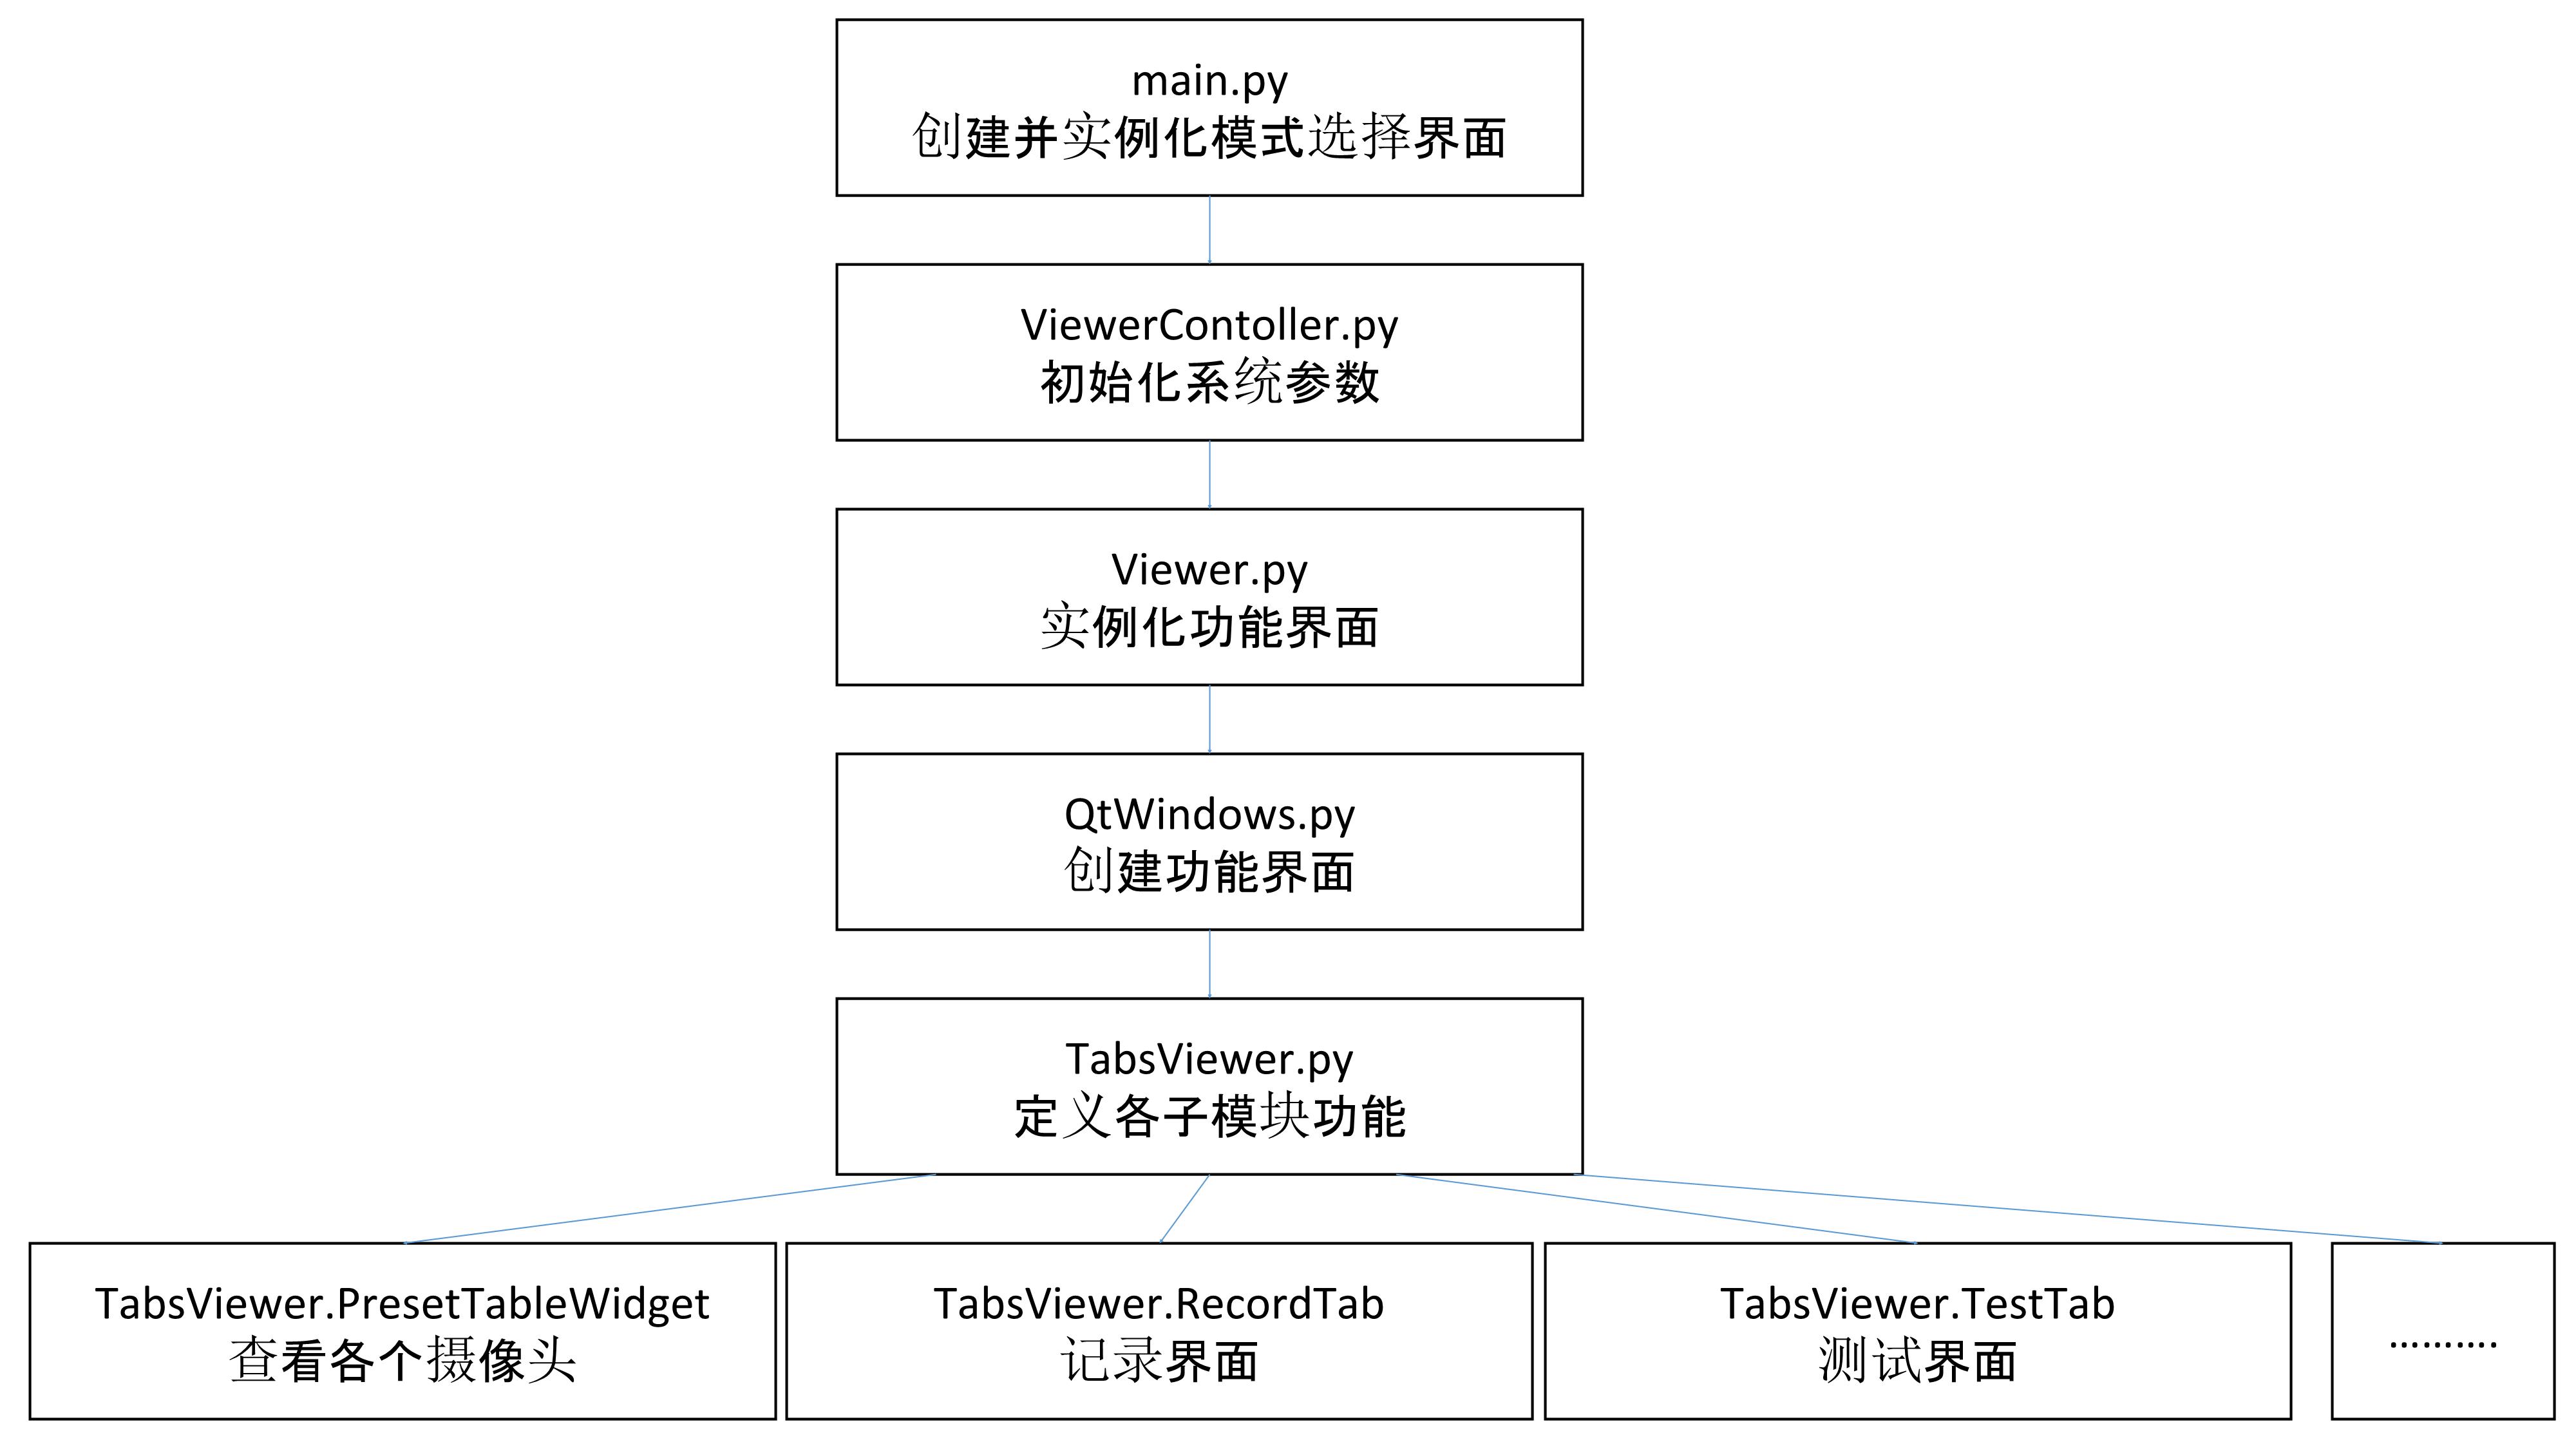 main.py
创建并实例化模式选择界面
ViewerContoller.py
初始化系统参数
Viewer.py
实例化功能界面
QtWindows.py
创建功能界面
TabsViewer.py
定义各子模块功能
TabsViewer.PresetTableWidget
查看各个摄像头
TabsViewer.RecordTab
记录界面
TabsViewer.TestTab
测试界面
……….